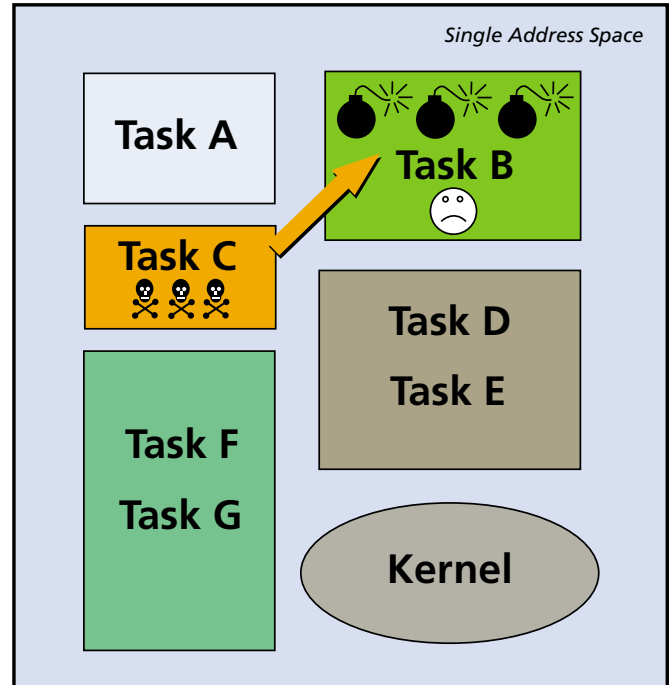 Single Address Space
Task A
Task B
Task C
Task D
Task E
Task F
Task G
Kernel